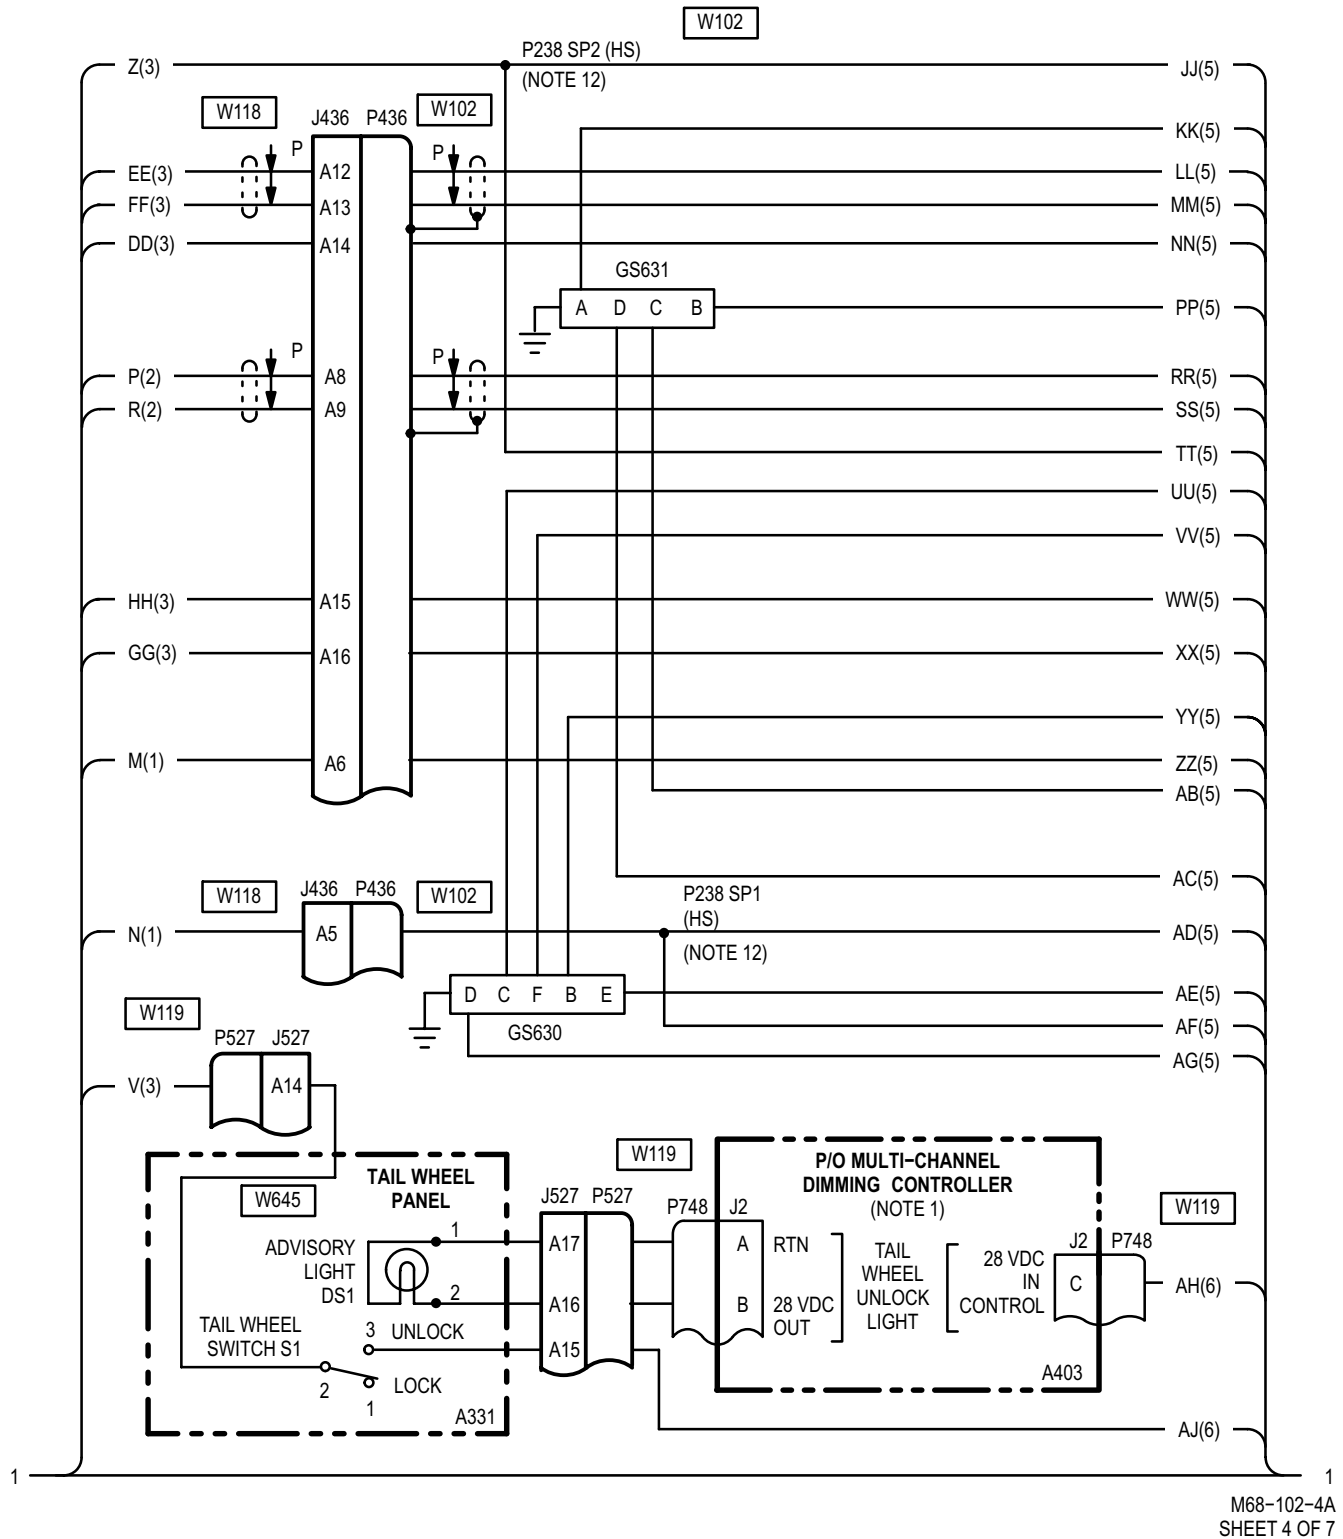 W102
Z(3)
P238 SP2 (HS)
(NOTE 12)
JJ(5)
W118
J436 P436
W102
KK(5)
P
P
EE(3)
A12
LL(5)
FF(3)
A13
MM(5)
DD(3)
A14
NN(5)
GS631
A D C B
PP(5)
P
P
P(2)
A8
RR(5)
R(2)
A9
SS(5)
TT(5)
UU(5)
VV(5)
HH(3)
A15
WW(5)
GG(3)
A16
XX(5)
YY(5)
M(1)
A6
ZZ(5)
AB(5)
AC(5)
W118
J436 P436
W102
P238 SP1
(HS)
(NOTE 12)
N(1)
A5
AD(5)
D C F B E
AE(5)
GS630
AF(5)
AG(5)
W119
P527 J527
V(3)
A14
TAIL WHEEL
PANEL
W645
ADVISORY
LIGHT
DS1
1
2
TAIL WHEEL
SWITCH S1
3 UNLOCK
2
LOCK
1
A331
J527 P527
A17
A16
A15
W119
P748 J2
P/O MULTI−CHANNEL
DIMMING CONTROLLER
(NOTE 1)
A
RTN
B
28 VDC
OUT
TAIL
WHEEL
UNLOCK
LIGHT
28 VDC
IN
CONTROL
J2 P748
C
A403
W119
AH(6)
AJ(6)
1
1
M68−102−4A
SHEET 4 OF 7